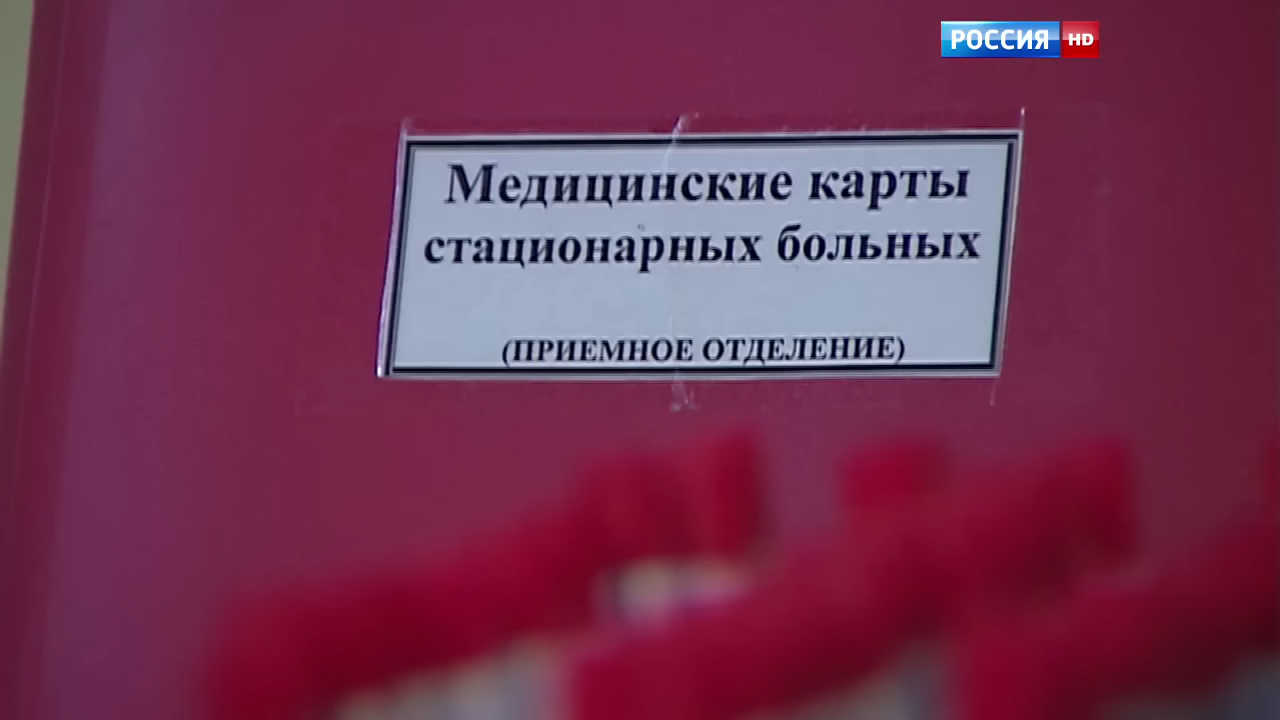 РОССИЯ HD
Медицинские карты
стационарных больных
(ПРИЕМНОЕ ОТДЕЛЕНИЕ)